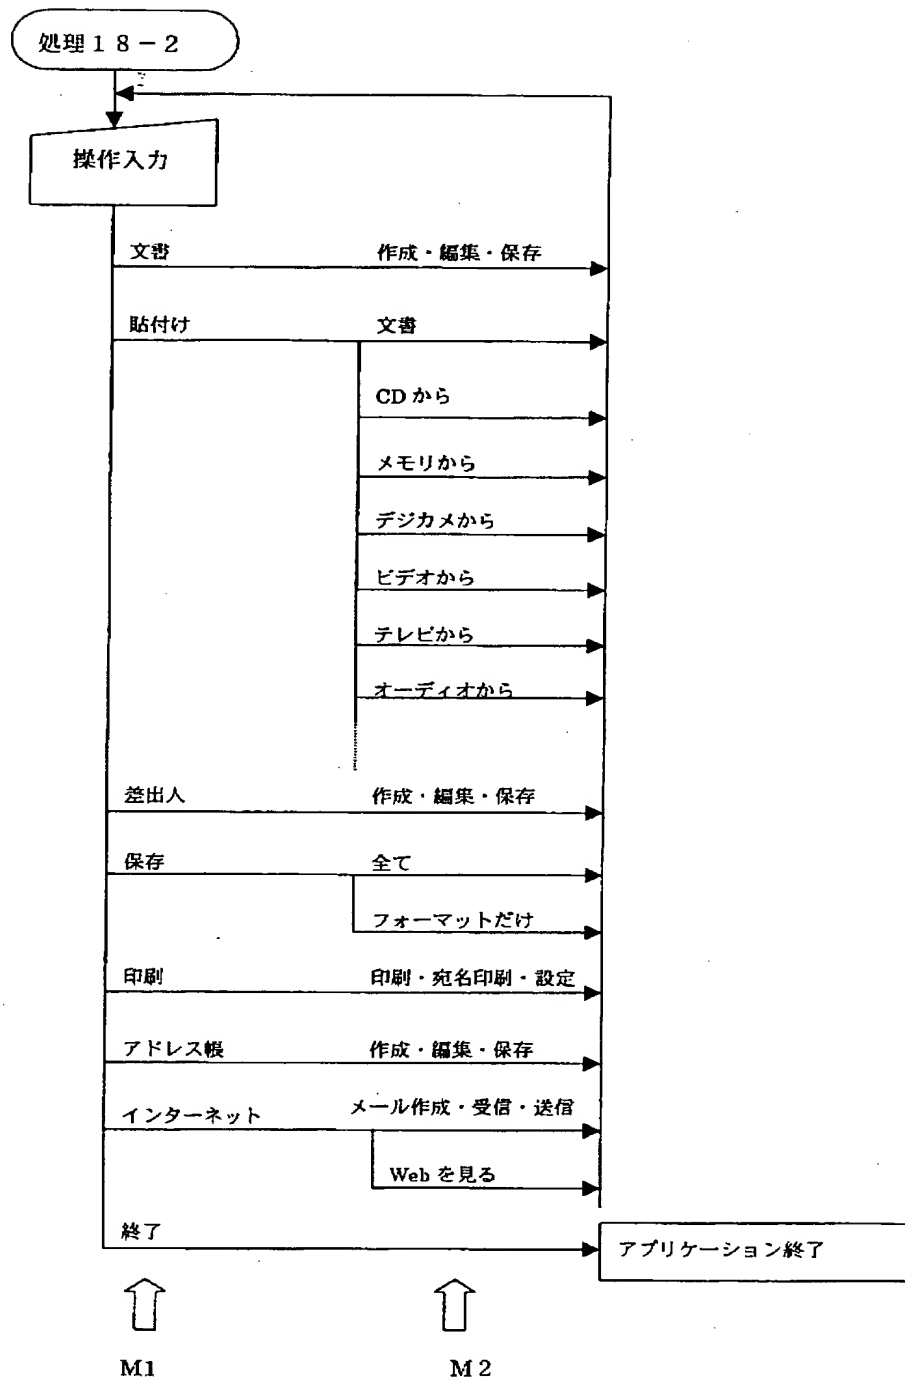 処理１８－２
操作入力
文書 作成・編集・保存
貼付け 文書
CDから
メモリから
デジカメから
ビデオから
テレビから
オーディオから
差出人 作成・編集・保存
保存 全て
フォーマットだけ
印刷 印刷・宛名印刷・設定
アドレス帳 作成・編集・保存
インターネット メール作成・受信・送信
Webを見る
終了 アプリケーション終了
M1 M2